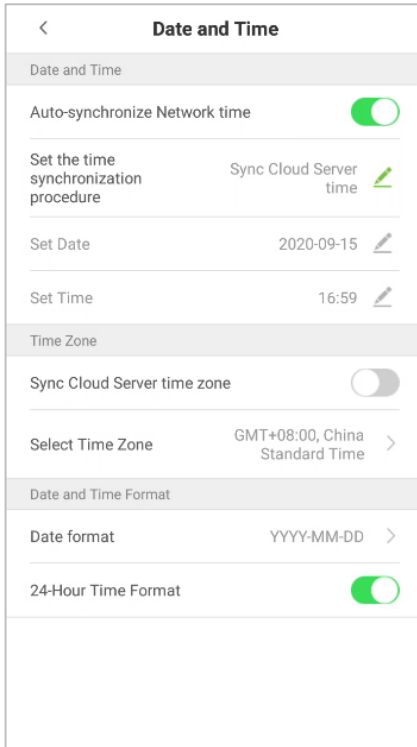 Date and Time
Date and Time
Auto-synchronize Network time
Set the time
synchronization
procedure
Sync Cloud Server
time
Set Date
2020-09-15
Set Time
16:59
Time Zone
Sync Cloud Server time zone
Select Time Zone
GMT+08:00, China
Standard Time
Date and Time Format
Date format
YYYY-MM-DD
24-Hour Time Format